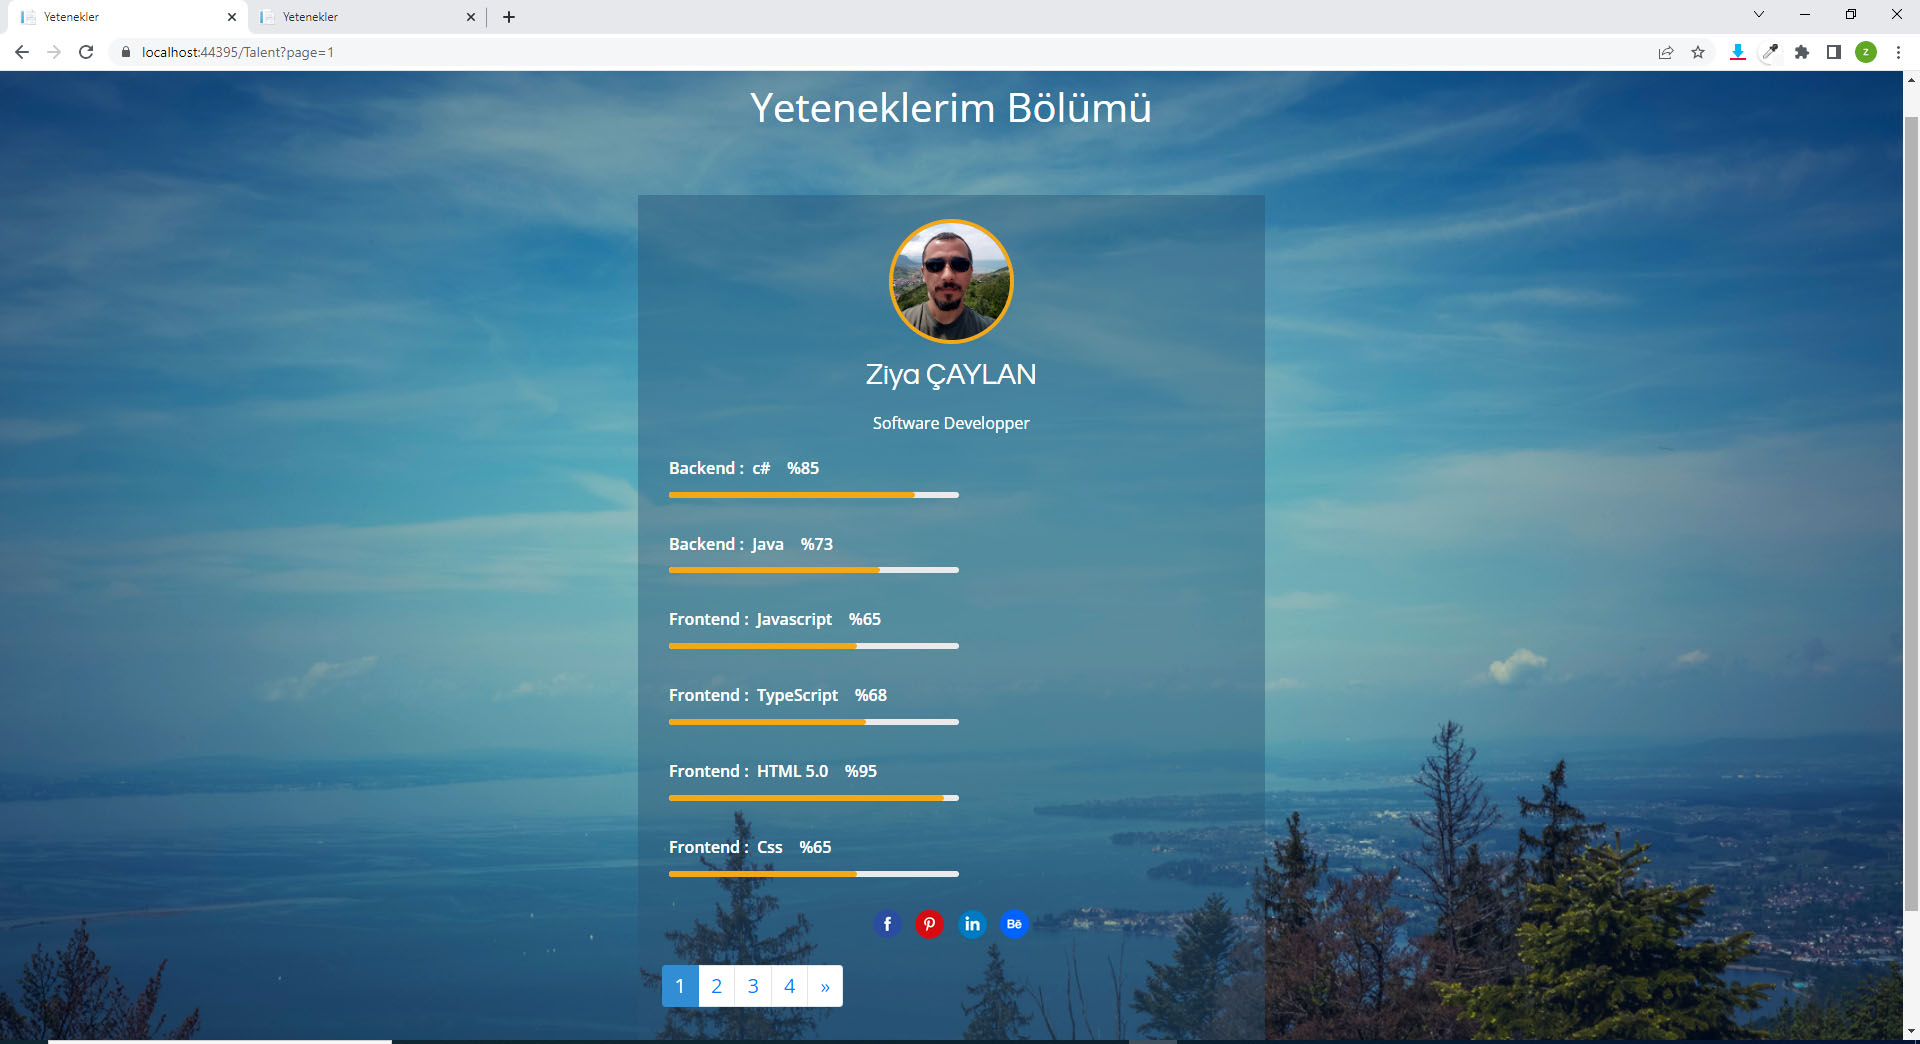 Yetenekler
Yetenekler
localhost:44395/Talent?page=1
z
Yeteneklerim Bölümü
Ziya ÇAYLAN
Software Developper
Backend : c# %85
Backend : Java %73
Frontend : Javascript %65
Frontend : TypeScript %68
Frontend : HTML 5.0 %95
Frontend : Css %65
f in Bē
1 2 3 4 »